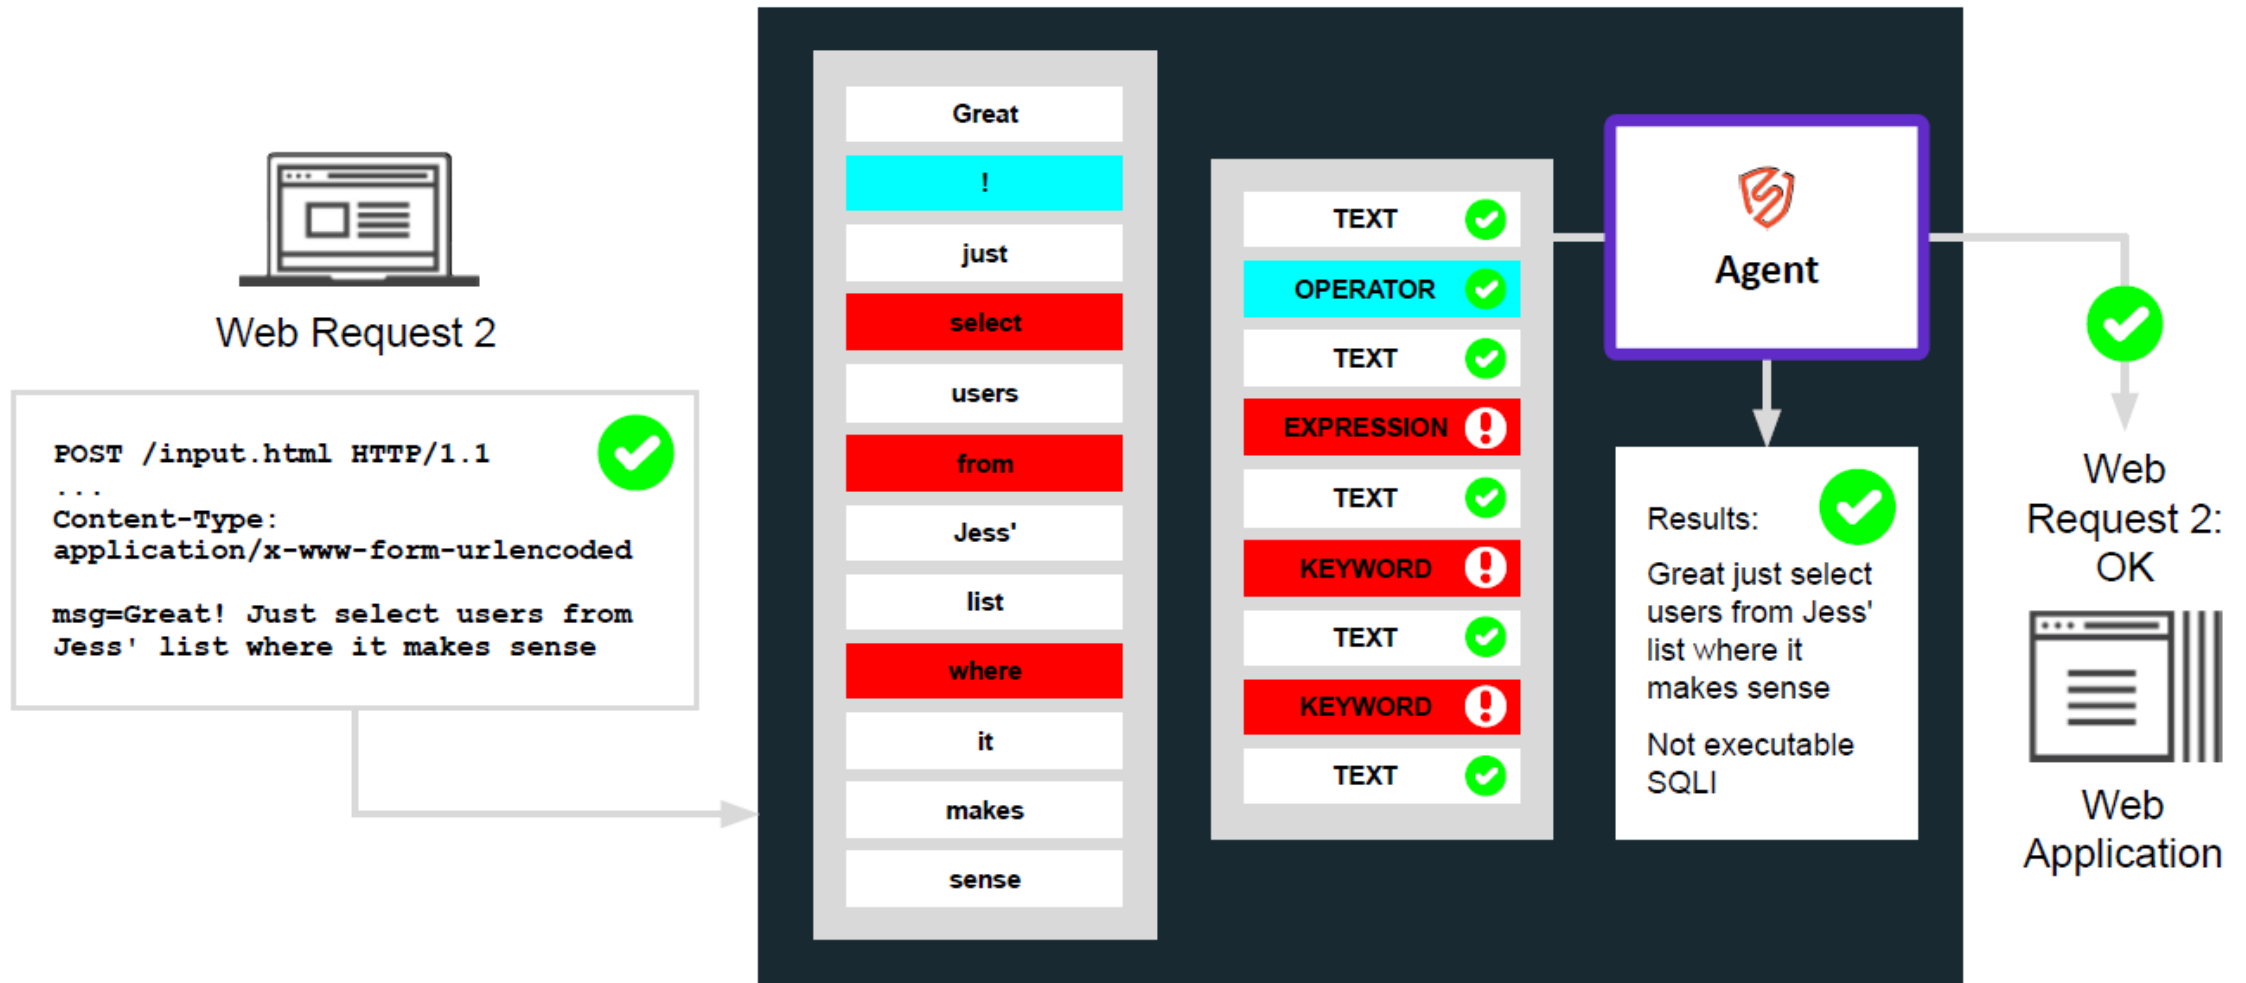 Web Request 2
POST /input.html HTTP/1.1
...
Content-Type:
application/x-www-form-urlencoded
msg=Great! Just select users from
Jess' list where it makes sense
Great
!
just
select
users
from
Jess'
list
where
it
makes
sense
TEXT
OPERATOR
TEXT
EXPRESSION
TEXT
KEYWORD
TEXT
KEYWORD
TEXT
Agent
Results:
Great just select
users from Jess'
list where it
makes sense
Not executable
SQLI
Web
Request 2:
OK
Web
Application